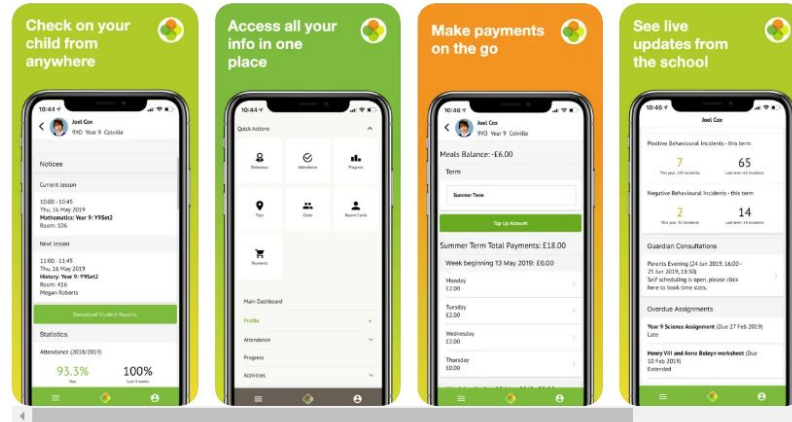 Check on your
child from
anywhere
10:44
Joel Cox
9YO Year 9 Colville
Notices
Current lesson
10:00 - 10:45
Thu, 16 May 2019
Mathematics: Year 9: Y9Set2
Room: 106
Next lesson
11:00 - 11:45
Thu, 16 May 2019
History: Year 9: Y9Set2
Room: 416
Megan Roberts
Download Student Reports
Statistics
Attendance (2018/2019)
93.3%
100%
Year
Last 4 weeks
Access all your
info in one
place
10:44
Quick Actions
Behaviour
Attendance
Progress
Trips
Clubs
Report Cards
Payments
Main Dashboard
Profile
Attendance
Progress
Activities
Make payments
on the go
10:46
Joel Cox
9YO Year 9 Colville
Meals Balance: -£6.00
Term
Summer Term
Top Up Account
Summer Term Total Payments: £18.00
Week beginning 13 May 2019: £6.00
Monday
£2.00
Tuesday
£2.00
Wednesday
£2.00
Thursday
£0.00
See live
updates from
the school
10:46
Joel Cox
Positive Behavioural Incidents - this term
7
65
Negative Behavioural Incidents - this term
2
14
Guardian Consultations
Parents Evening (24 Jun 2019, 16:00 -
25 Jun 2019, 18:30)
Self scheduling is open, please click
here to book time slots.
Overdue Assignments
Year 9 Science Assignment (Due 27 Feb 2019)
Late
Henry VIII and Anne Boleyn worksheet (Due
10 Feb 2019)
Extended